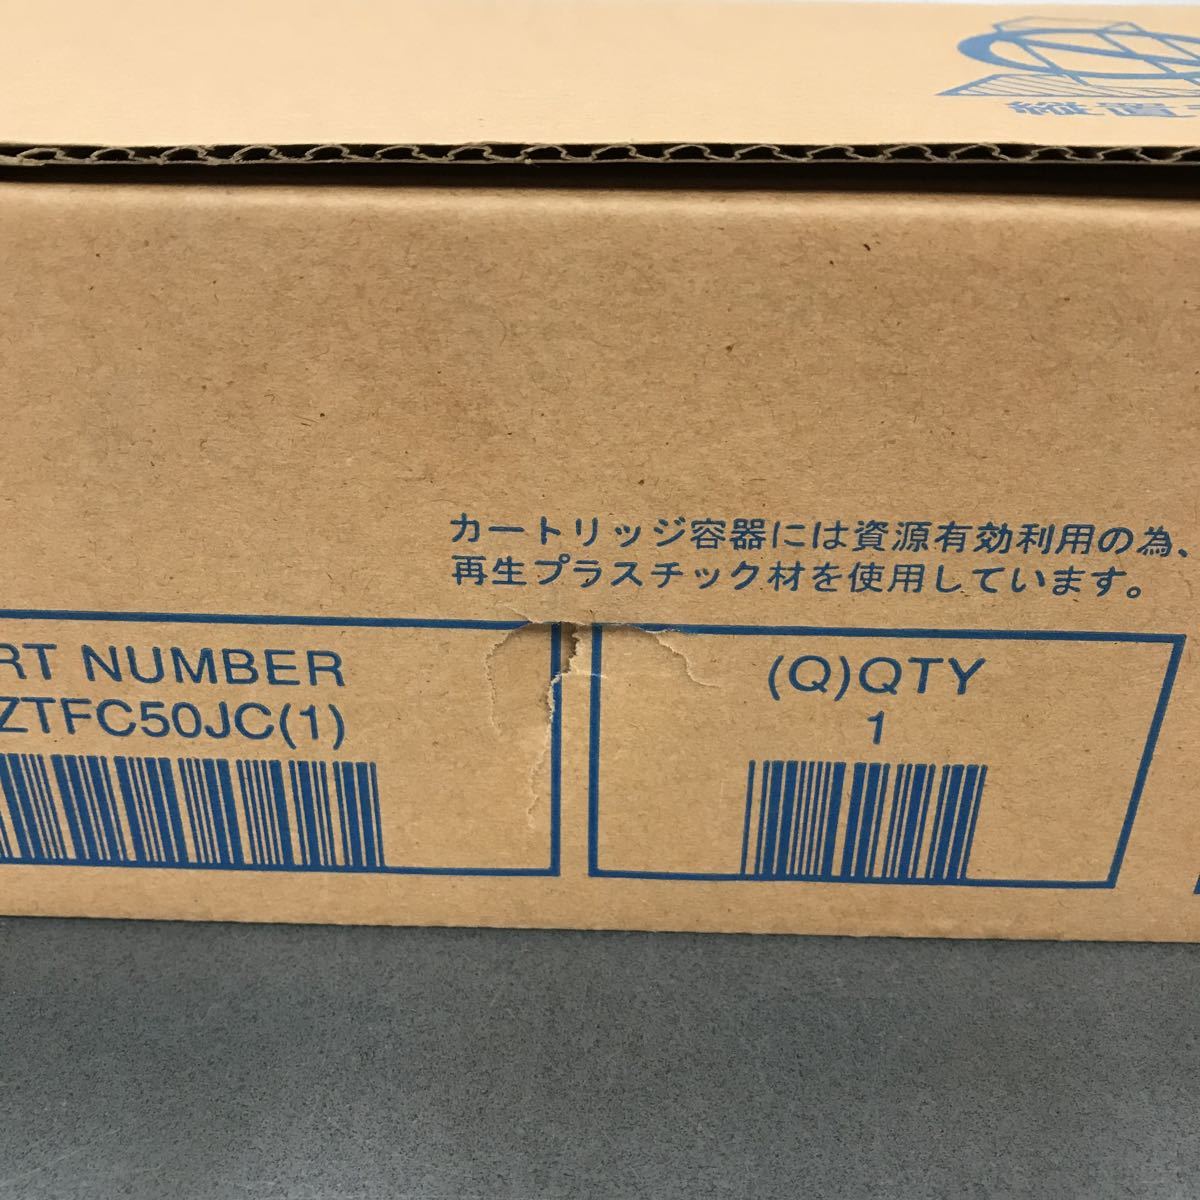 縦置
カートリッジ容器には資源有効利用の為、
再生プラスチック材を使用しています。
RT NUMBER
ZTFC50JC(1)
(Q)QTY
1